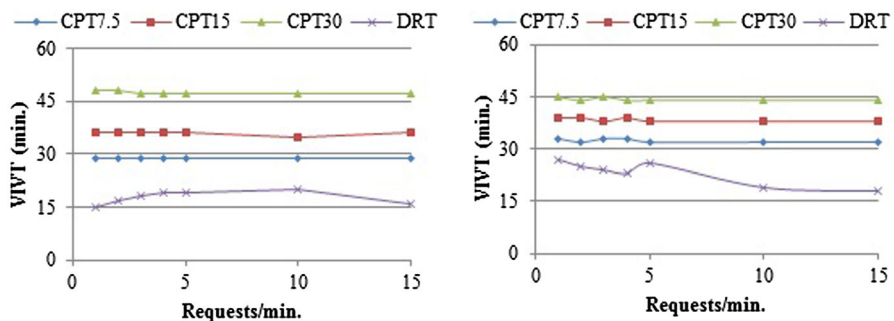 CPT7.5 CPT15 CPT30 DRT
60
45
30
15
0
VIVT (min.)
0 5 10 15
Requests/min.
CPT7.5 CPT15 CPT30 DRT
60
45
30
15
0
VIVT (min.)
0 5 10 15
Requests/min.